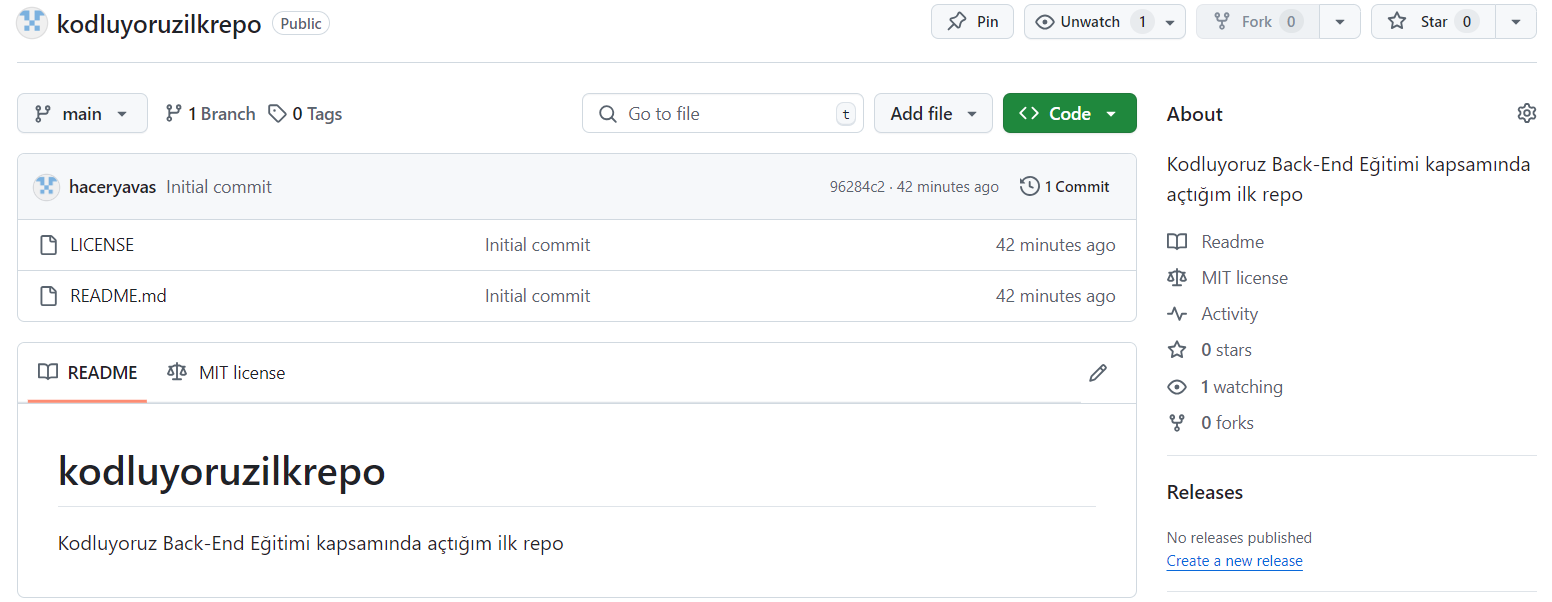 kodluyoruzilkrepo Public Pin Unwatch 1 Fork 0 Star 0
main 1 Branch 0 Tags Go to file t Add file Code
haceryavas Initial commit 96284c2 · 42 minutes ago 1 Commit
LICENSE Initial commit 42 minutes ago
README.md Initial commit 42 minutes ago
README MIT license
kodluyoruzilkrepo
Kodluyoruz Back-End Eğitimi kapsamında açtığım ilk repo
About
Kodluyoruz Back-End Eğitimi kapsamında
açtığım ilk repo
Readme
MIT license
Activity
0 stars
1 watching
0 forks
Releases
No releases published
Create a new release